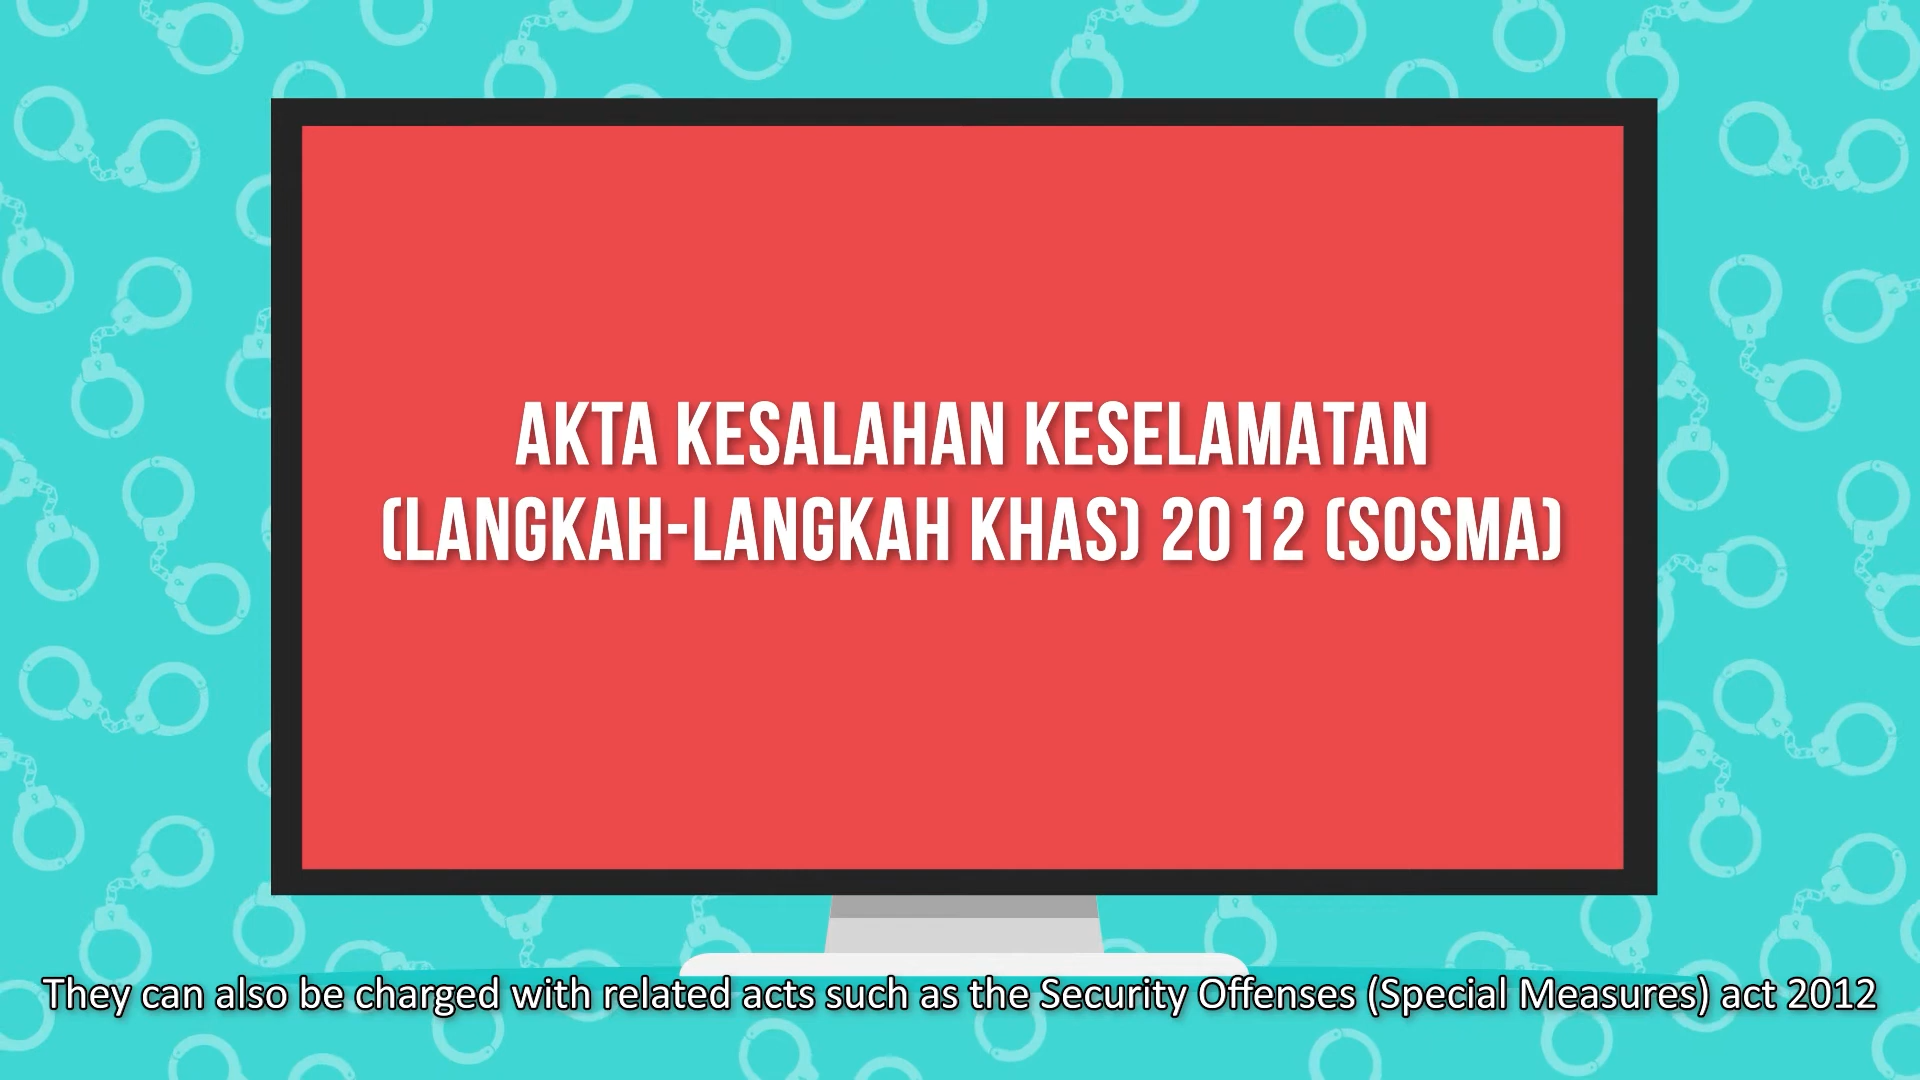 AKTA KESALAHAN KESELAMATAN
(LANGKAH-LANGKAH KHAS) 2012 (SOSMA)
They can also be charged with related acts such as the Security Offenses (Special Measures) act 2012